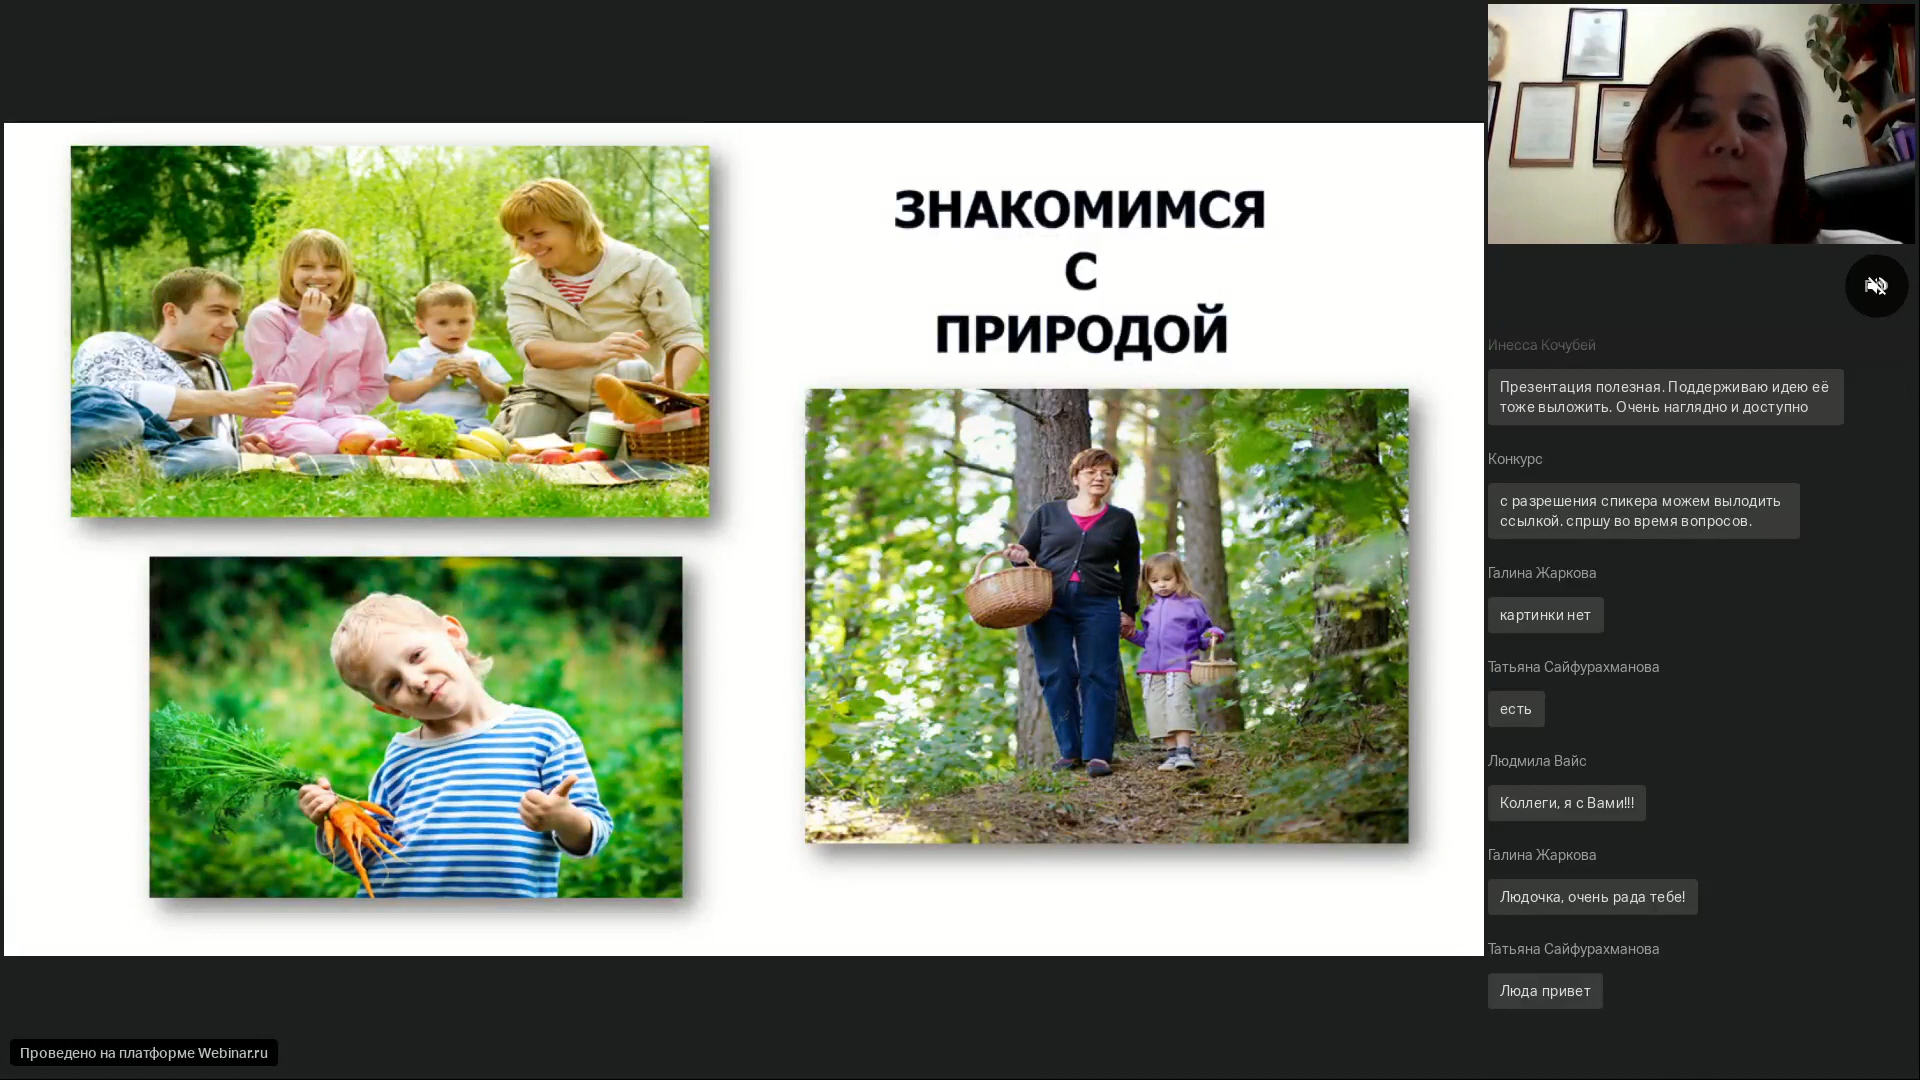 ЗНАКОМИМСЯ
С
ПРИРОДОЙ
Инесса Кочубей
Презентация полезная. Поддерживаю идею её
тоже выложить. Очень наглядно и доступно
Конкурс
с разрешения спикера можем вылодить
ссылкой. спршу во время вопросов.
Галина Жаркова
картинки нет
Татьяна Сайфурахманова
есть
Людмила Вайс
Коллеги, я с Вами!!!
Галина Жаркова
Людочка, очень рада тебе!
Татьяна Сайфурахманова
Люда привет
Проведено на платформе Webinar.ru